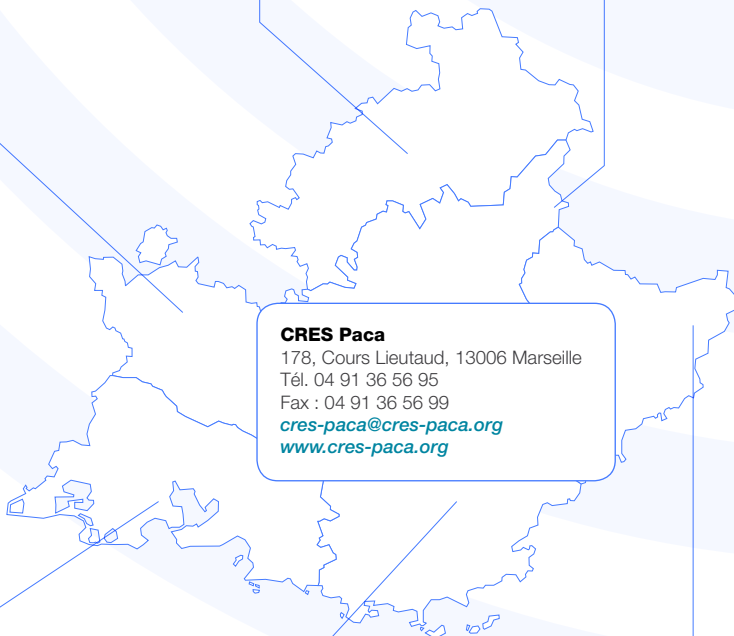 CRES Paca
178, Cours Lieutaud, 13006 Marseille
Tél. 04 91 36 56 95
Fax : 04 91 36 56 99
cres-paca@cres-paca.org
www.cres-paca.org